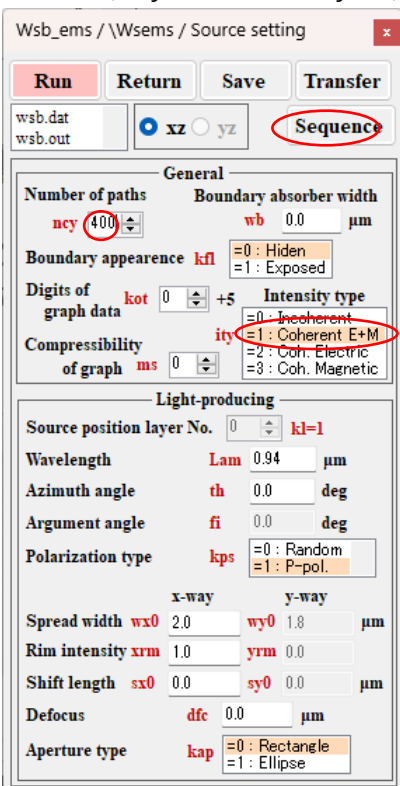 Wsb_ems / \Wsems / Source setting x
Run Return Save Transfer
wsb.dat
wsb.out
xz yz Sequence
General
Number of paths Boundary absorber width
ncy 400 wb 0.0 μm
Boundary appearence kfl =0 : Hiden
=1 : Exposed
Digits of
graph data kot 0 +5 Intensity type
Compressibility
of graph ms 0 ity =0 : Incoherent
=1 : Coherent E+M
=2 : Coh. Electric
=3 : Coh. Magnetic
Light-producing
Source position layer No. 0 kl=1
Wavelength Lam 0.94 μm
Azimuth angle th 0.0 deg
Argument angle fi 0.0 deg
Polarization type kps =0 : Random
=1 : P-pol.
x-way y-way
Spread width wx0 2.0 wy0 1.8 μm
Rim intensity xrm 1.0 yrm 0.0
Shift length sx0 0.0 sy0 0.0 μm
Defocus dfc 0.0 μm
Aperture type kap =0 : Rectangle
=1 : Ellipse